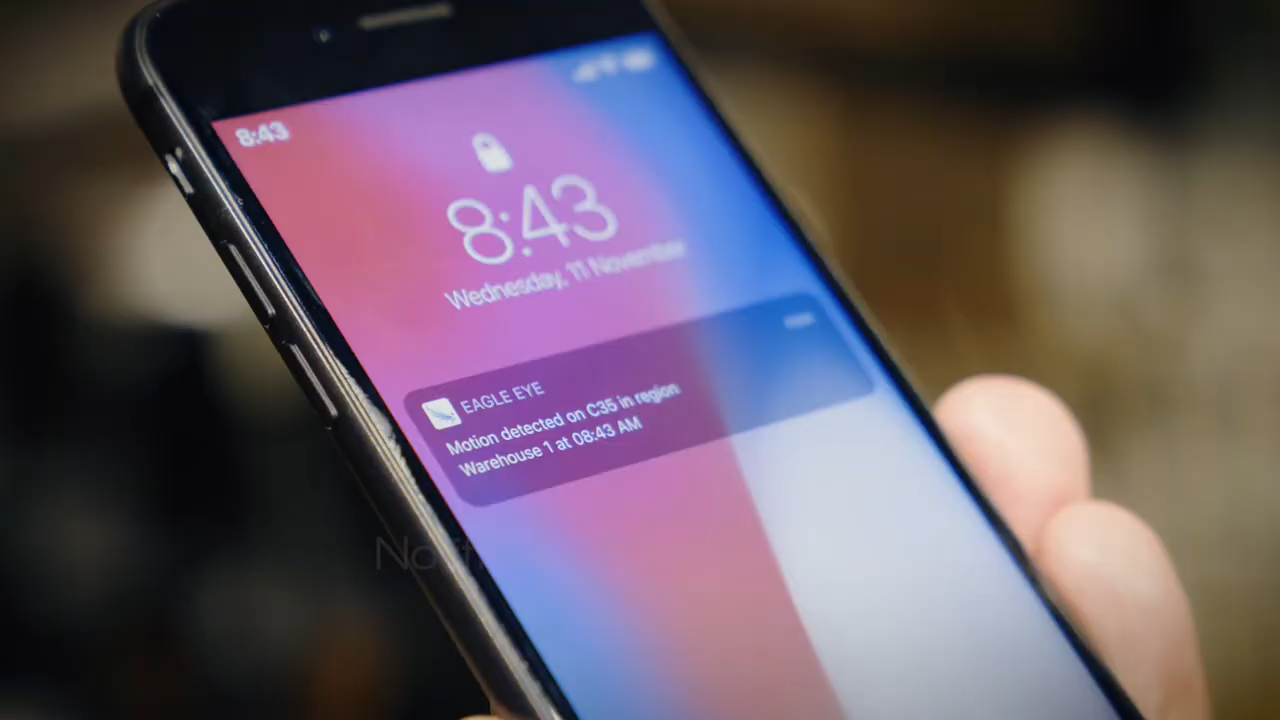 8:43
8:43
Wednesday, 11 November
EAGLE EYE
Motion detected on C35 in region
Warehouse 1 at 08:43 AM